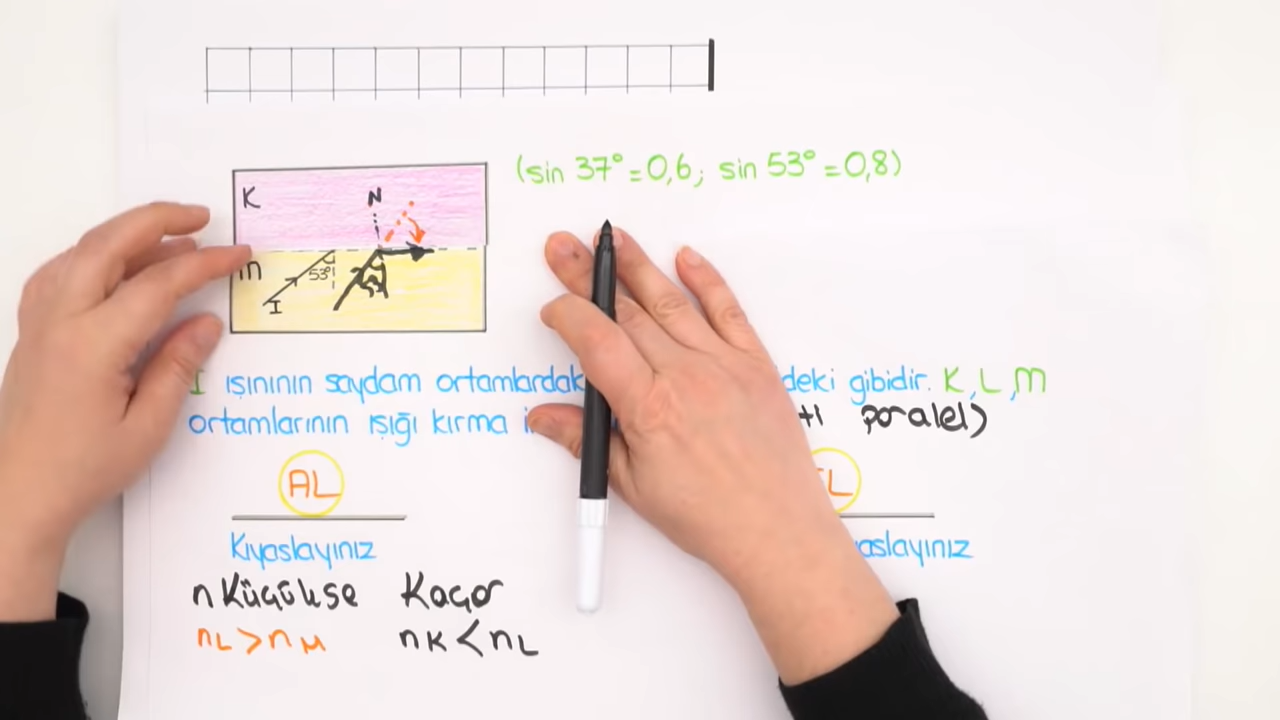 (sin 37° = 0,6; sin 53° = 0,8)
K
N
m
53°
I
53
I ışınının saydam ortamlardak deki gibidir. K, L, M
ortamlarının ışığı kırma paralel)
AL
Kıyaslayınız aslayınız
n Küçükse Kaçar
nL > nM nK < nL